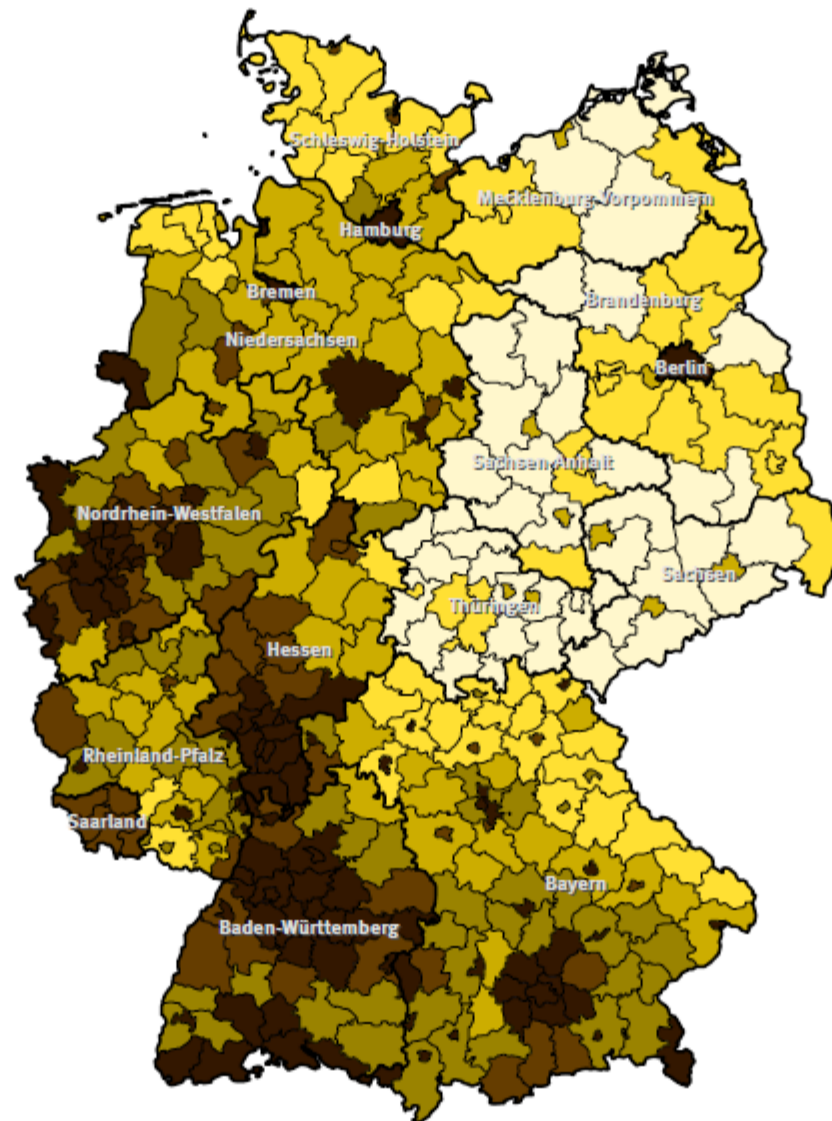 Schleswig-Holstein
Mecklenburg-Vorpommern
Hamburg
Bremen
Brandenburg
Niedersachsen
Berlin
Sachsen-Anhalt
Nordrhein-Westfalen
Sachsen
Thüringen
Hessen
Rheinland-Pfalz
Saarland
Bayern
Baden-Württemberg